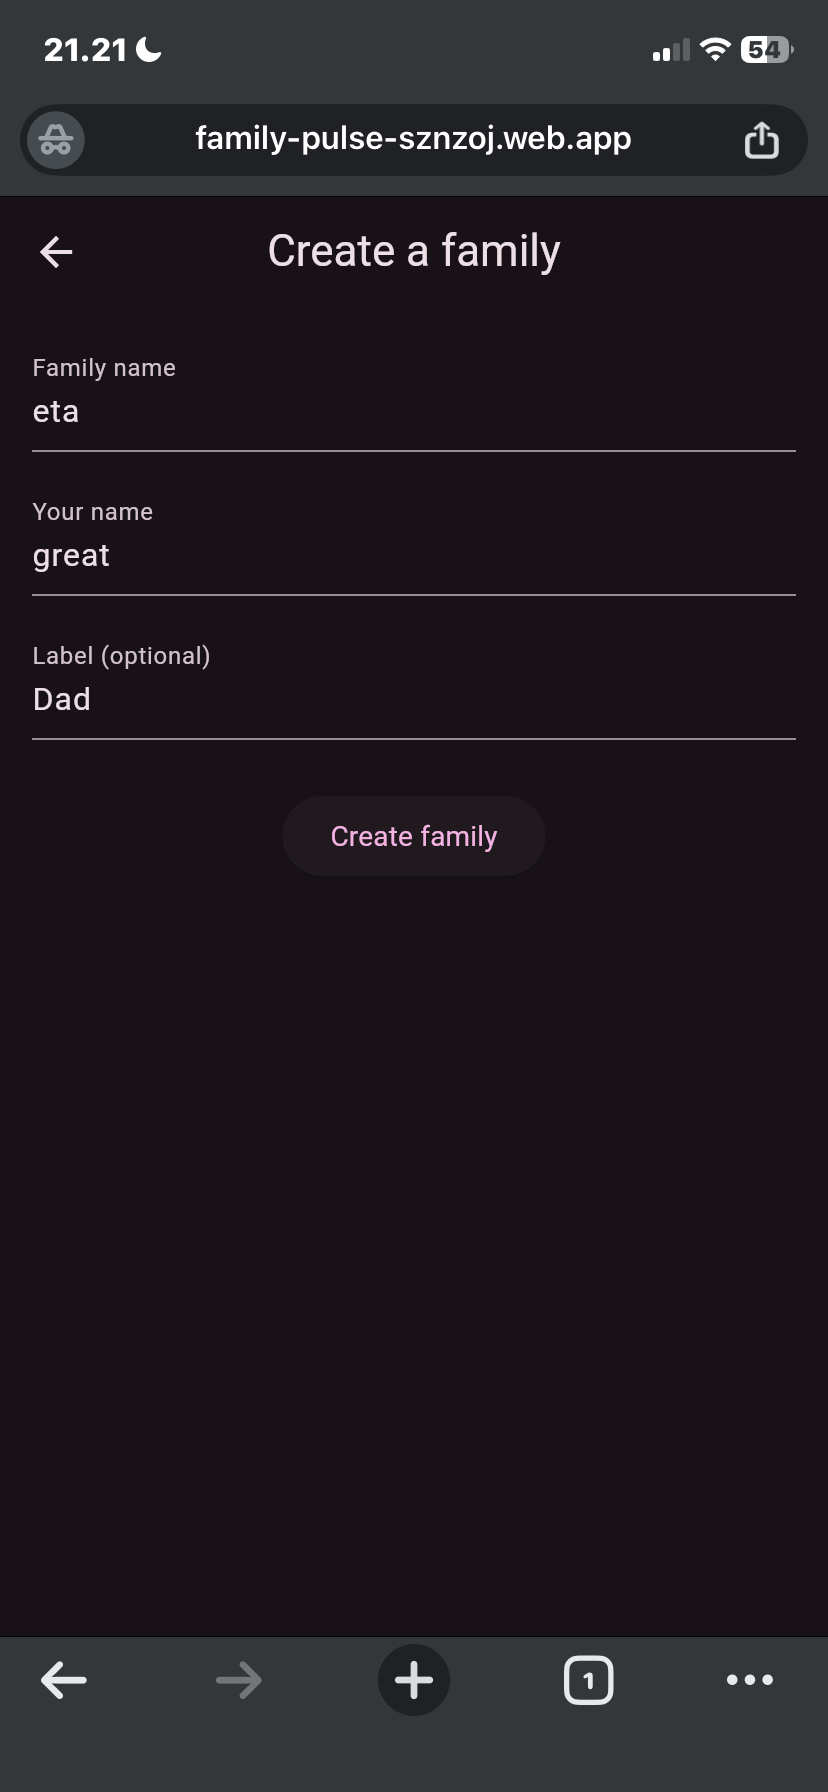 21.21
54
family-pulse-sznzoj.web.app
Create a family
Family name
eta
Your name
great
Label (optional)
Dad
Create family
1